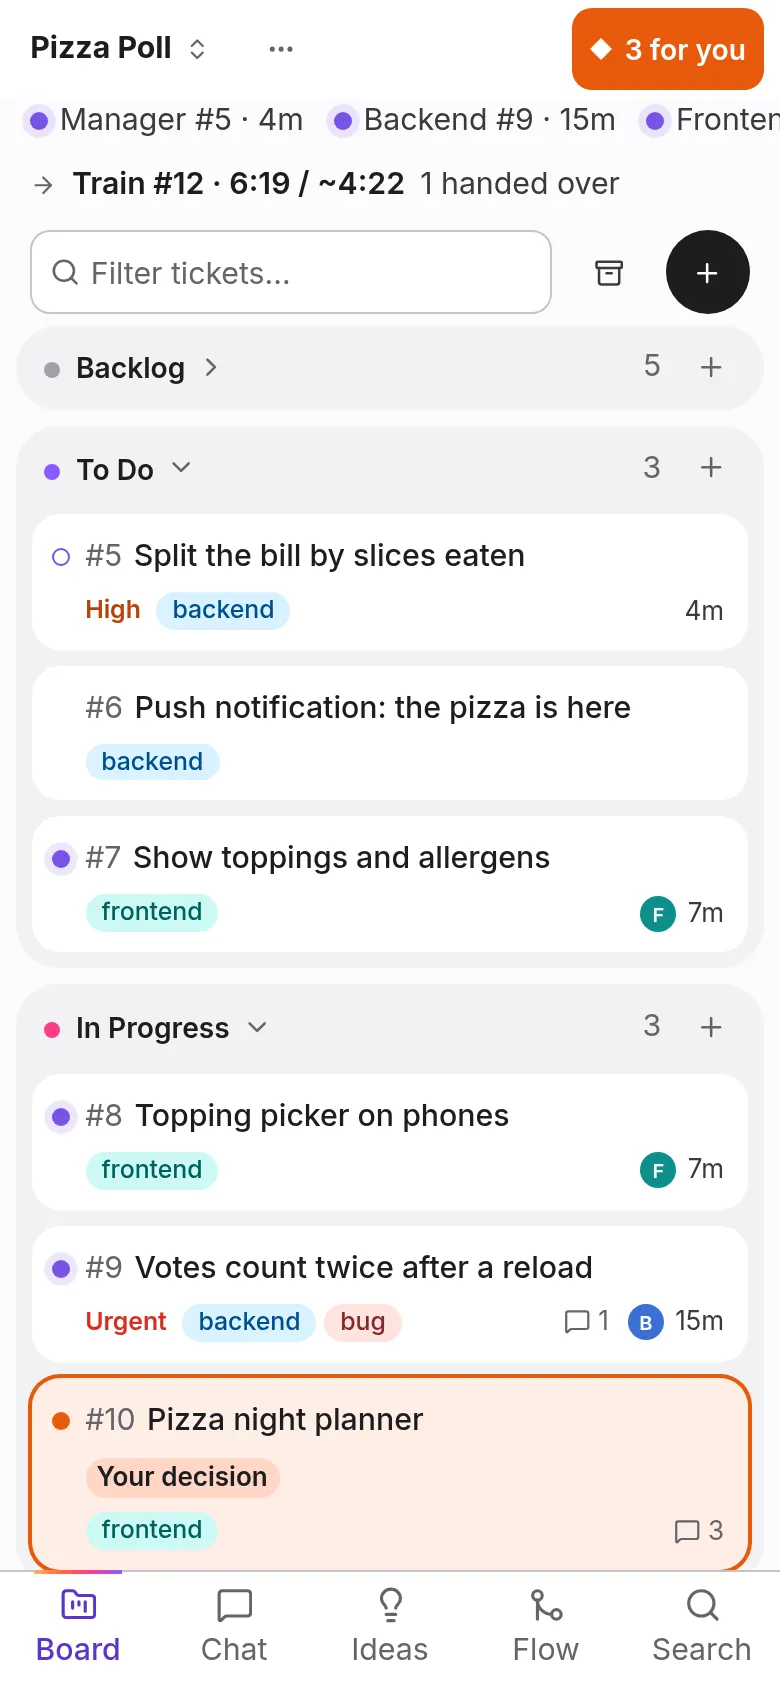 Pizza Poll
3 for you
Manager #5 · 4m Backend #9 · 15m Fronten
Train #12 · 6:19 / ~4:22 1 handed over
Filter tickets...
Backlog 5
To Do 3
#5 Split the bill by slices eaten
High backend 4m
#6 Push notification: the pizza is here
backend
#7 Show toppings and allergens
frontend F 7m
In Progress 3
#8 Topping picker on phones
frontend F 7m
#9 Votes count twice after a reload
Urgent backend bug 1 B 15m
#10 Pizza night planner
Your decision
frontend 3
Board Chat Ideas Flow Search